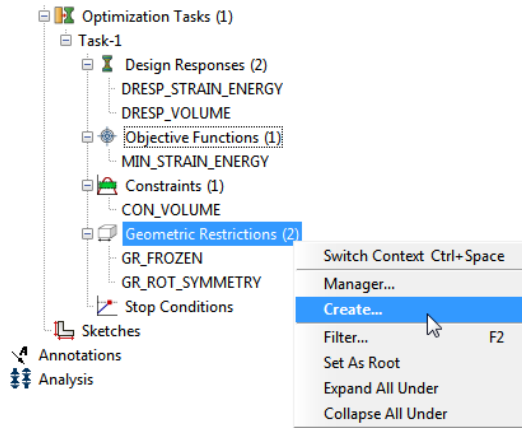 Optimization Tasks (1)
Task-1
Design Responses (2)
DRESP_STRAIN_ENERGY
DRESP_VOLUME
Objective Functions (1)
MIN_STRAIN_ENERGY
Constraints (1)
CON_VOLUME
Geometric Restrictions (2)
GR_FROZEN
GR_ROT_SYMMETRY
Stop Conditions
Sketches
Annotations
Analysis
Switch Context Ctrl+Space
Manager...
Create...
Filter... F2
Set As Root
Expand All Under
Collapse All Under